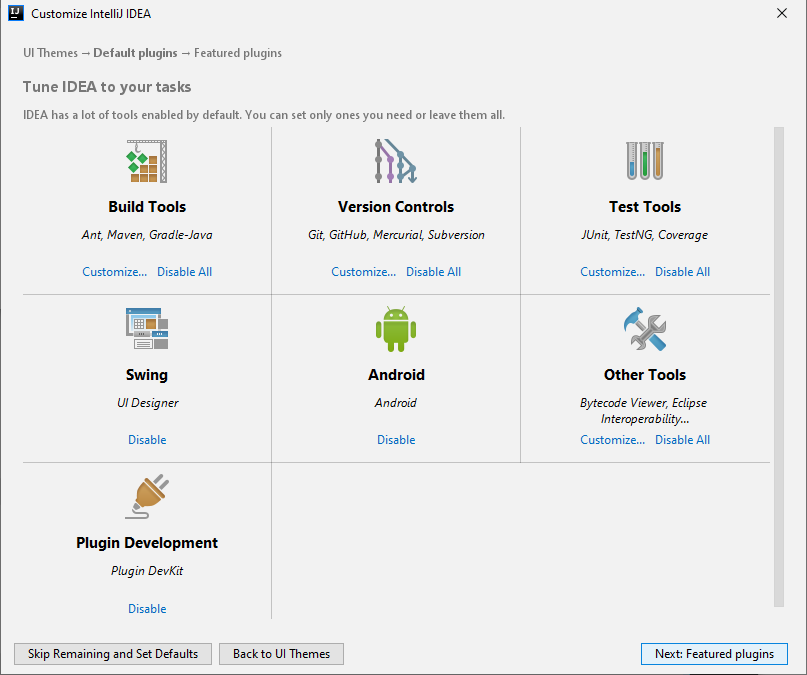 IJ Customize IntelliJ IDEA
UI Themes → Default plugins → Featured plugins
Tune IDEA to your tasks
IDEA has a lot of tools enabled by default. You can set only ones you need or leave them all.
Build Tools
Ant, Maven, Gradle-Java
Customize... Disable All
Version Controls
Git, GitHub, Mercurial, Subversion
Customize... Disable All
Test Tools
JUnit, TestNG, Coverage
Customize... Disable All
Swing
UI Designer
Disable
Android
Android
Disable
Other Tools
Bytecode Viewer, Eclipse
Interoperability...
Customize... Disable All
Plugin Development
Plugin DevKit
Disable
Skip Remaining and Set Defaults
Back to UI Themes
Next: Featured plugins